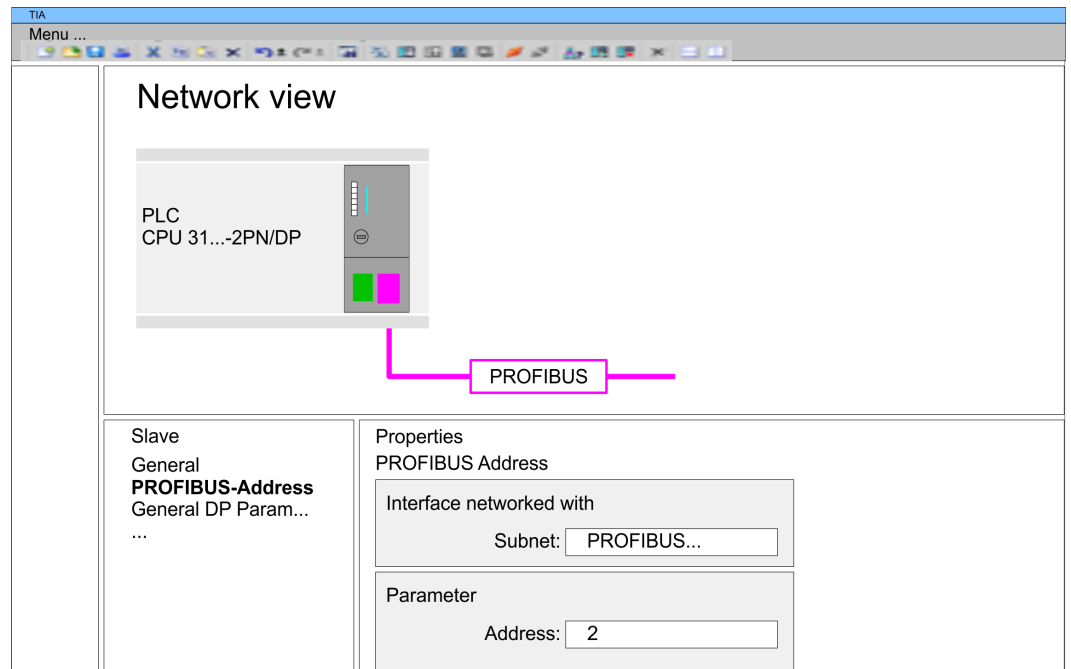 TIA
Menu ...
Network view
PLC
CPU 31...-2PN/DP
PROFIBUS
Slave
General
PROFIBUS-Address
General DP Param...
...
Properties
PROFIBUS Address
Interface networked with
Subnet: PROFIBUS...
Parameter
Address: 2